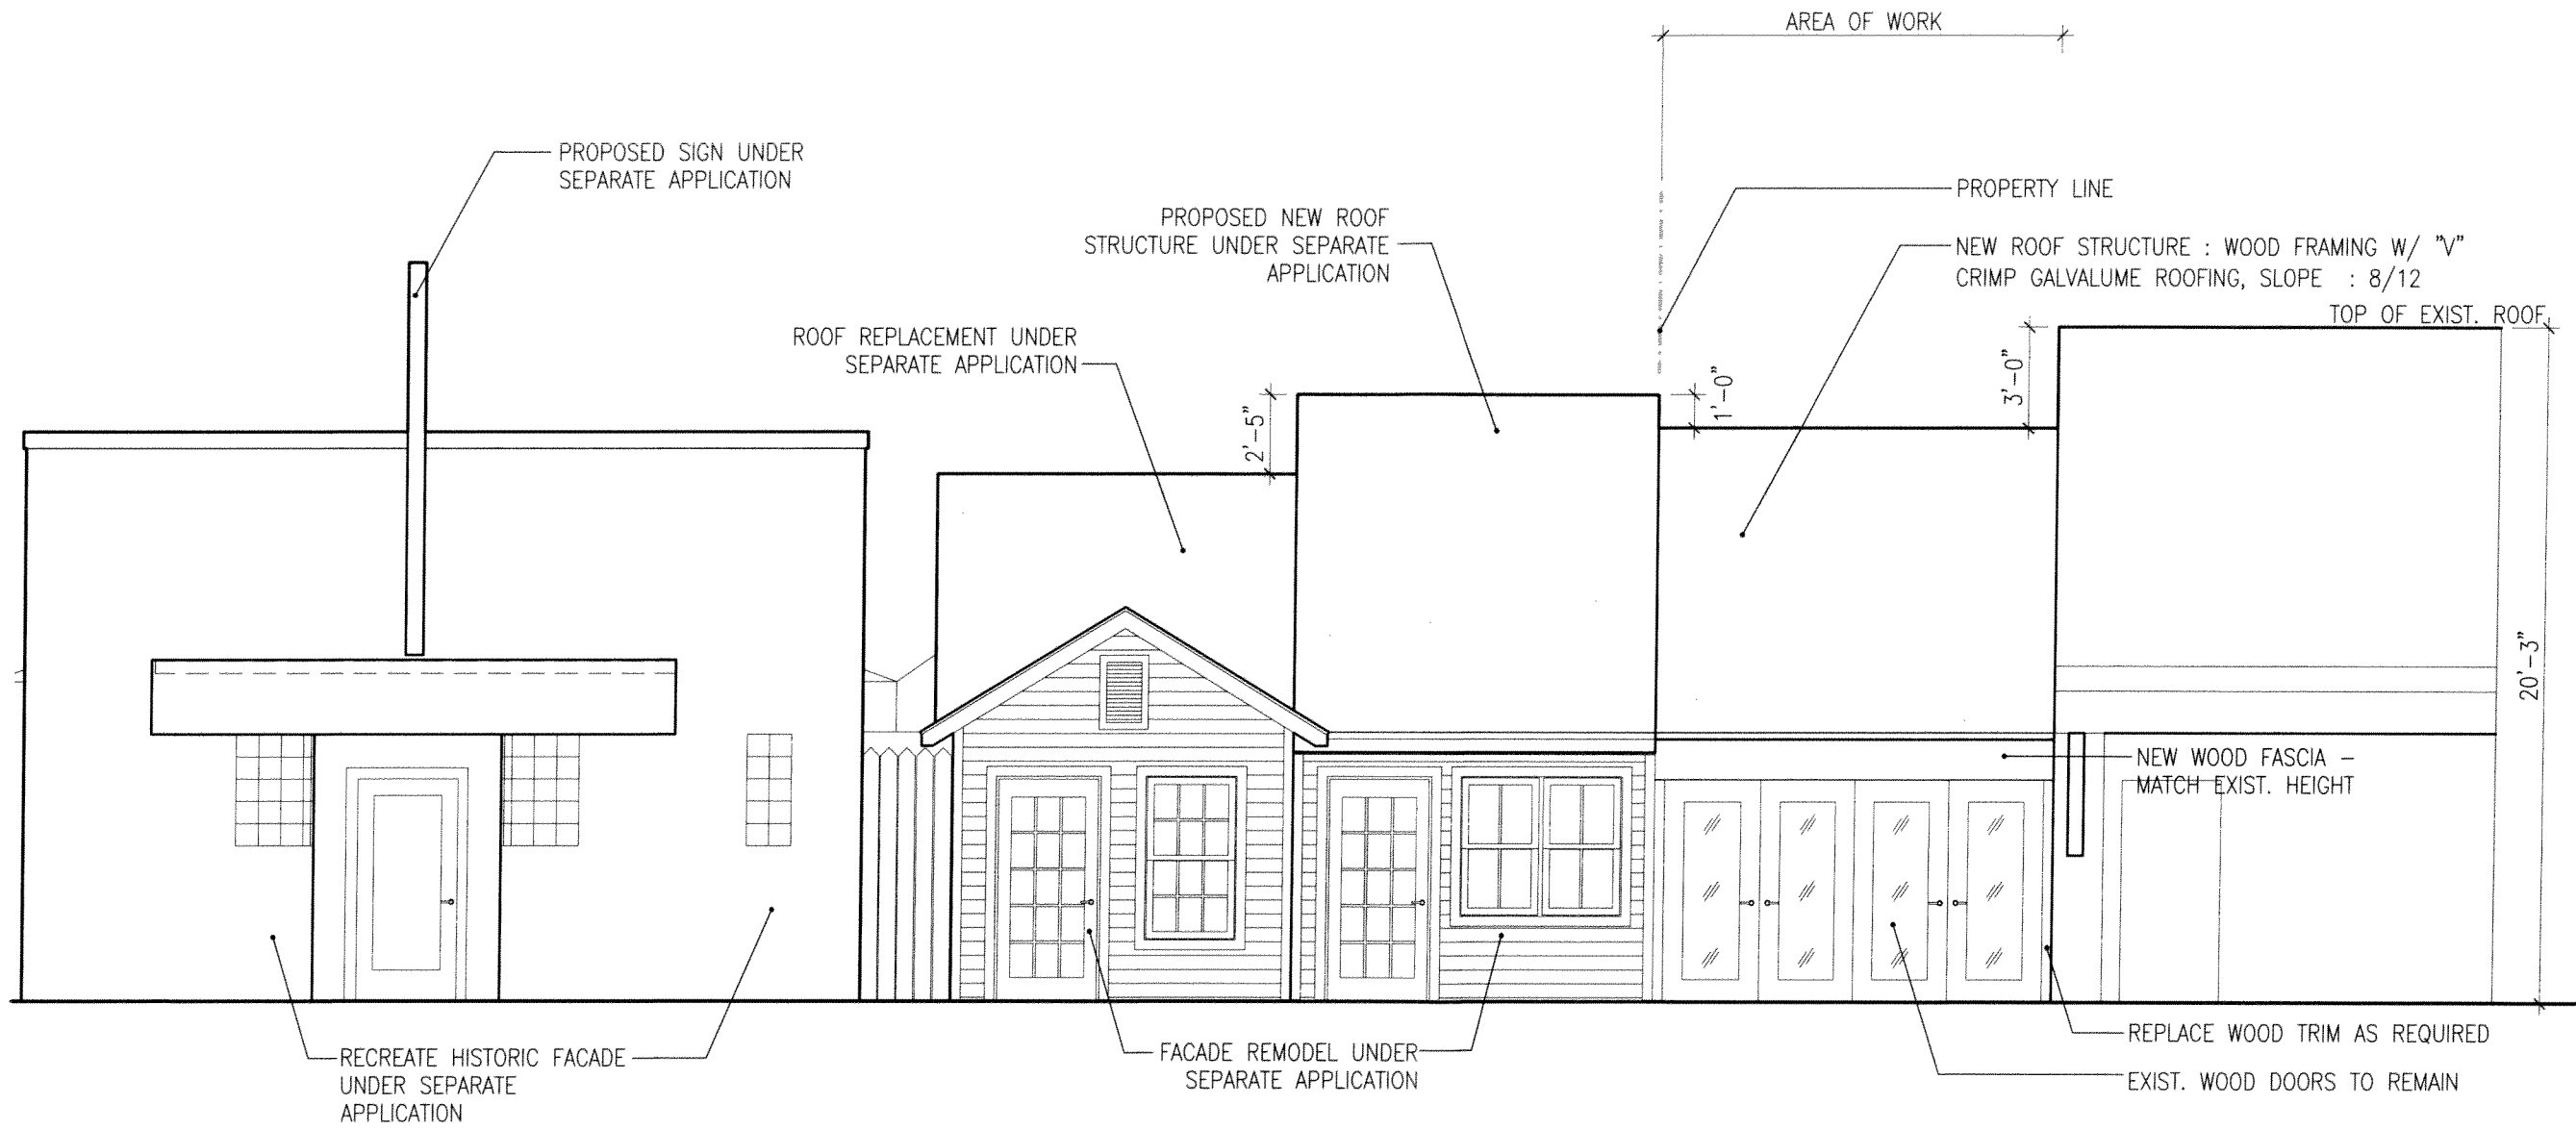 AREA OF WORK
PROPOSED SIGN UNDER
SEPARATE APPLICATION
PROPERTY LINE
PROPOSED NEW ROOF
STRUCTURE UNDER SEPARATE
APPLICATION
NEW ROOF STRUCTURE : WOOD FRAMING W/ "V"
CRIMP GALVALUME ROOFING, SLOPE : 8/12
TOP OF EXIST. ROOF
ROOF REPLACEMENT UNDER
SEPARATE APPLICATION
2'-5"
1'-0"
3'-0"
20'-3"
NEW WOOD FASCIA –
MATCH EXIST. HEIGHT
RECREATE HISTORIC FACADE
UNDER SEPARATE
APPLICATION
FACADE REMODEL UNDER
SEPARATE APPLICATION
REPLACE WOOD TRIM AS REQUIRED
EXIST. WOOD DOORS TO REMAIN